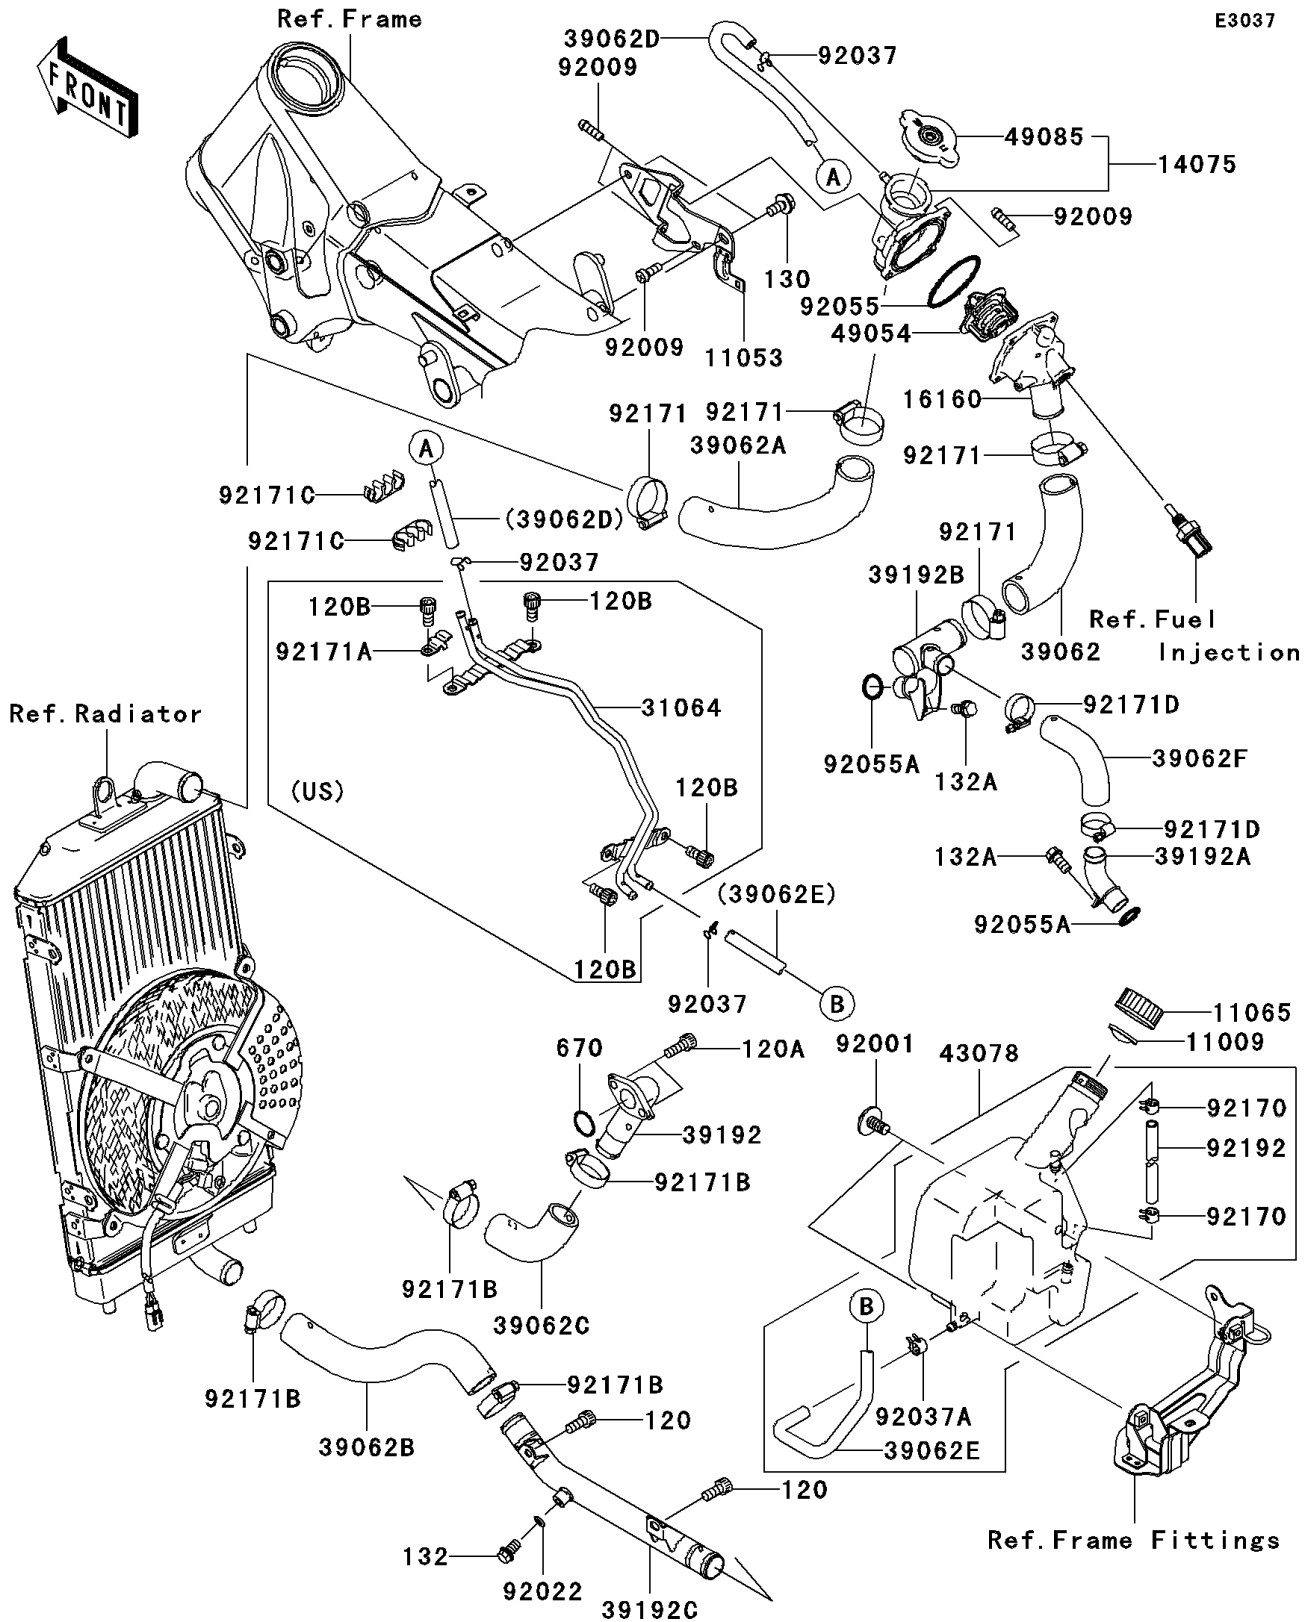 E3037
Ref.Frame
FRONT
39062D
92037
92009
A
49085
14075
92009
130
92055
92009
11053
49054
16160
92171
92171
39062A
92171
A
92171C
(39062D)
92171C
92037
92171
39192B
120B
120B
92171A
Ref.Fuel
Injection
39062
31064
92171D
Ref.Radiator
92055A
132A
39062F
(US)
120B
92171D
132A
39192A
(39062E)
92055A
120B
92037
B
11065
11009
670
120A
92001
43078
92170
39192
92192
92171B
92170
92171B
39062C
B
92171B
92171B
92037A
39062B
120
39062E
120
Ref.Frame Fittings
132
92022
39192C